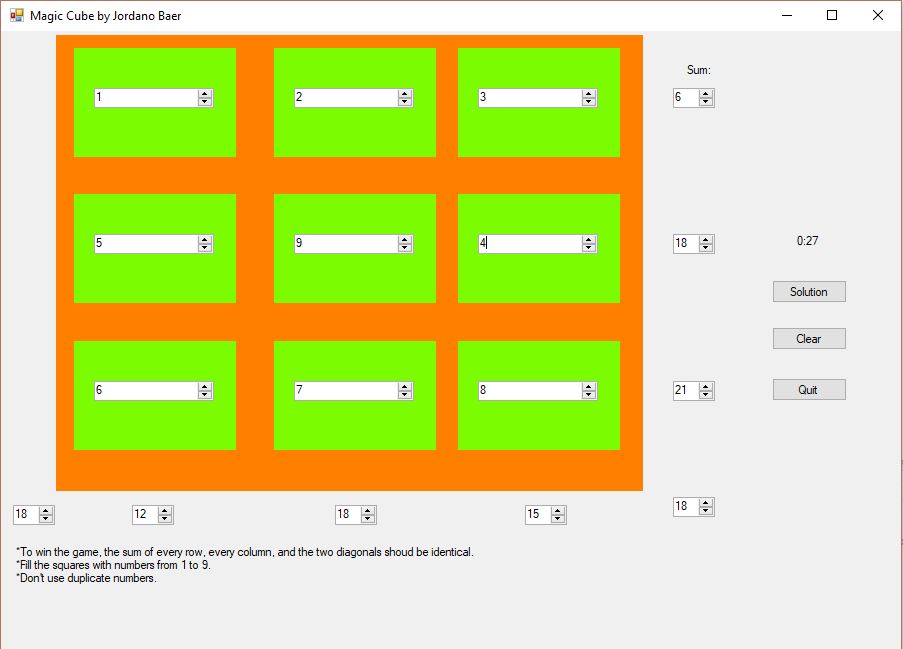 Magic Cube by Jordano Baer
Sum:
1 2 3 6
5 9 4 18 0:27
Solution
Clear
6 7 8 21 Quit
18 12 18 15 18
*To win the game, the sum of every row, every column, and the two diagonals shoud be identical.
*Fill the squares with numbers from 1 to 9.
*Don't use duplicate numbers.